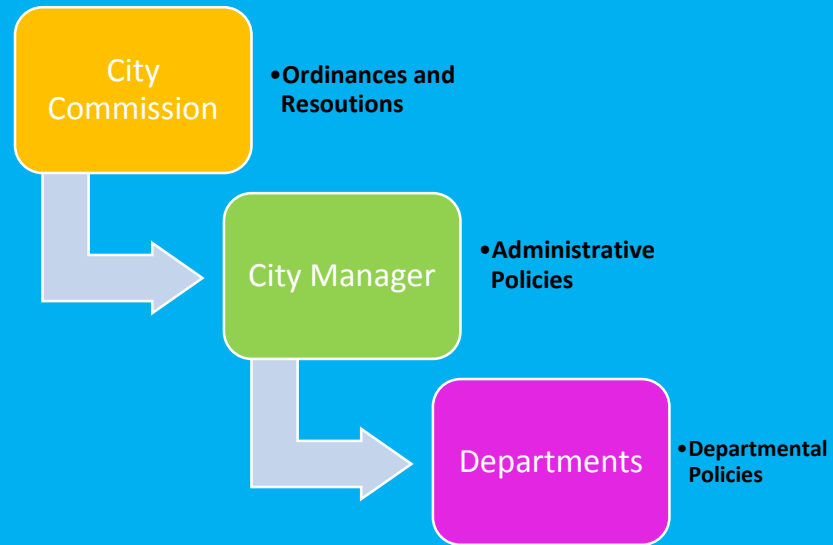 City
Commission
•Ordinances and
Resoutions
City Manager
•Administrative
Policies
Departments
•Departmental
Policies